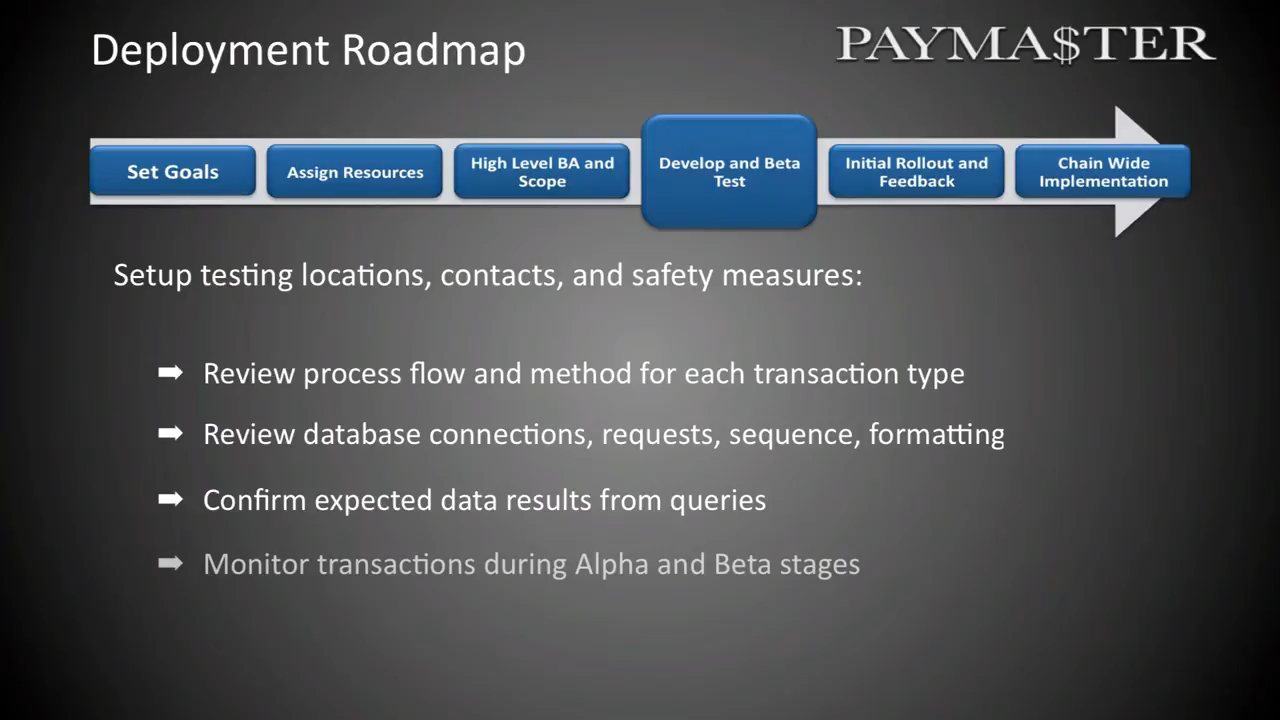 Deployment Roadmap
PAYMA$TER
Set Goals
Assign Resources
High Level BA and
Scope
Develop and Beta
Test
Initial Rollout and
Feedback
Chain Wide
Implementation
Setup testing locations, contacts, and safety measures:
➡ Review process flow and method for each transaction type
➡ Review database connections, requests, sequence, formatting
➡ Confirm expected data results from queries
➡ Monitor transactions during Alpha and Beta stages